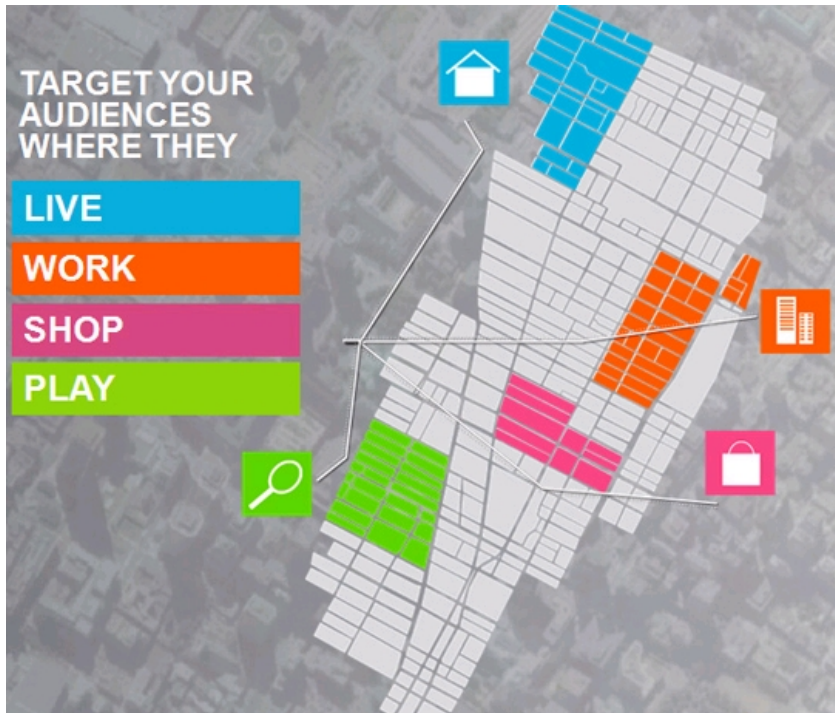 TARGET YOUR
AUDIENCES
WHERE THEY
LIVE
WORK
SHOP
PLAY